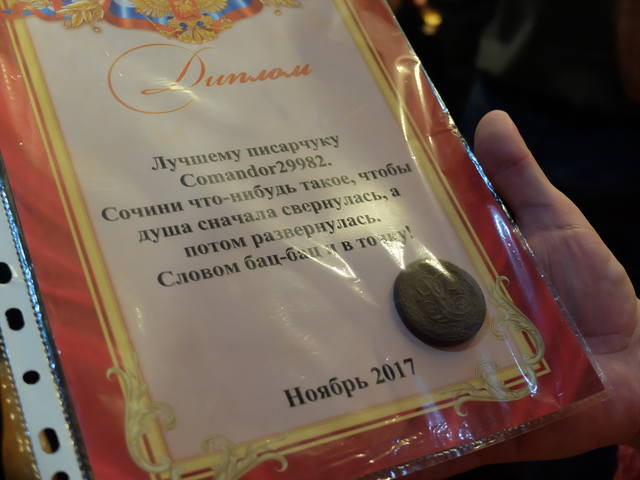 Диплом
Лучшему писарчуку
Comandor29982.
Сочини что-нибудь такое, чтобы
душа сначала свернулась, а
потом развернулась.
Словом бац-бац и в точку!
Ноябрь 2017